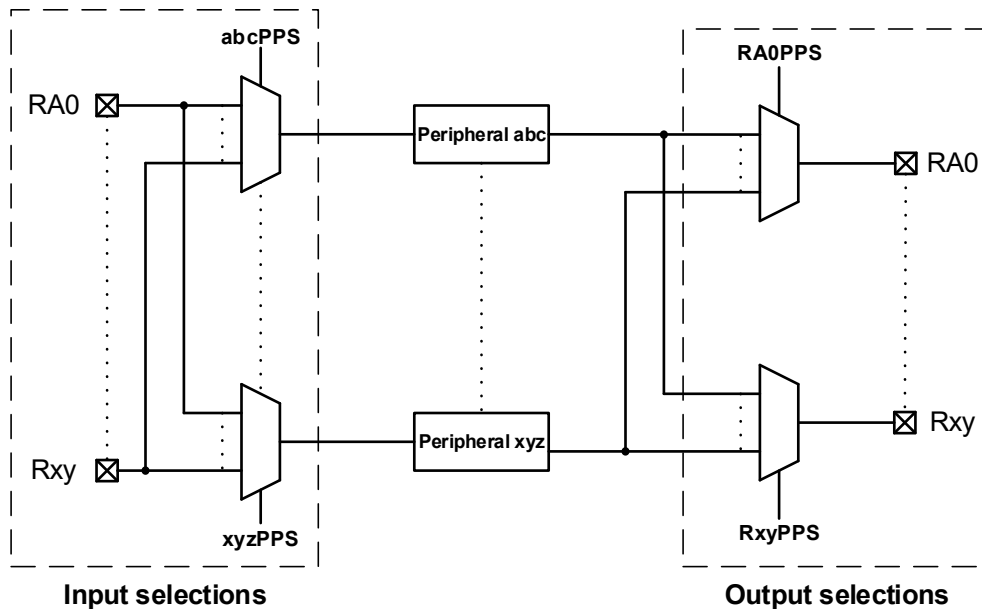 abcPPS
RA0PPS
RA0
Peripheral abc
RA0
Rxy
Peripheral xyz
Rxy
xyzPPS
RxyPPS
Input selections
Output selections